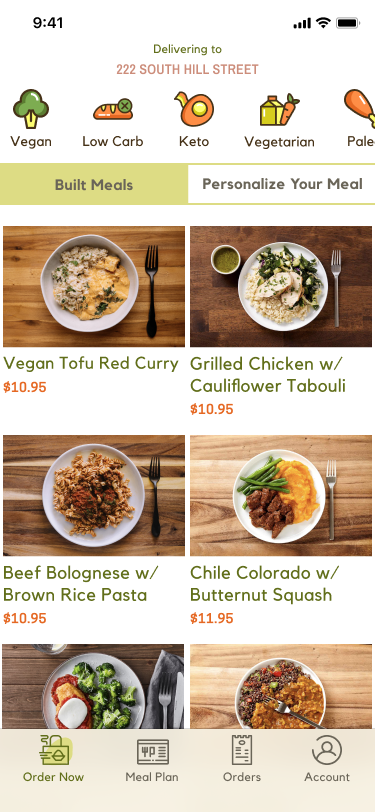 9:41
Delivering to
222 SOUTH HILL STREET
Vegan
Low Carb
Keto
Vegetarian
Pale
Built Meals
Personalize Your Meal
Vegan Tofu Red Curry
$10.95
Grilled Chicken w/
Cauliflower Tabouli
$10.95
Beef Bolognese w/
Brown Rice Pasta
$10.95
Chile Colorado w/
Butternut Squash
$11.95
Order Now
Meal Plan
Orders
Account